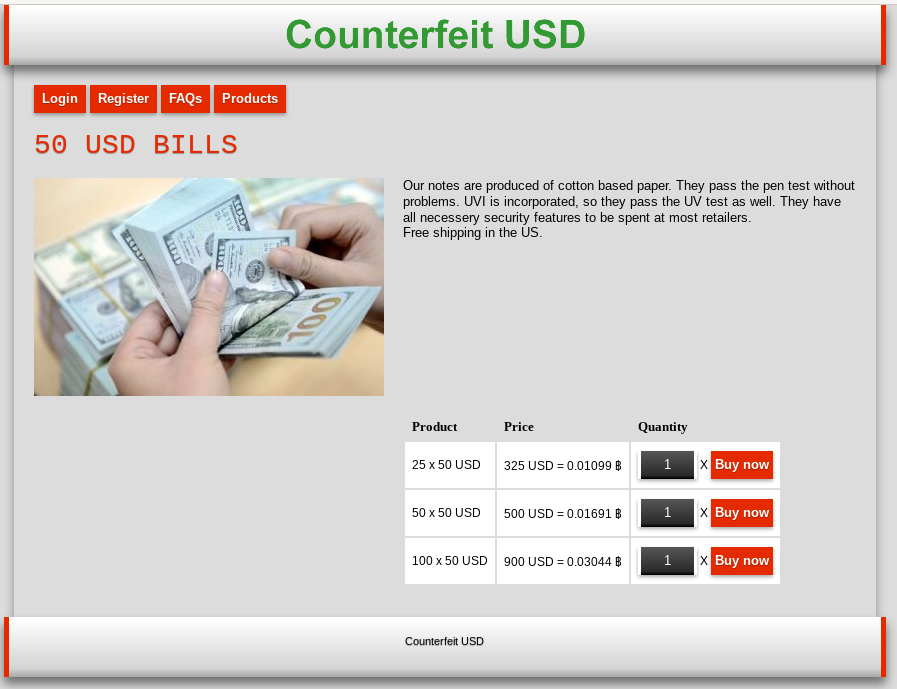 Counterfeit USD
Login Register FAQs Products
50 USD BILLS
100
Our notes are produced of cotton based paper. They pass the pen test without
problems. UVI is incorporated, so they pass the UV test as well. They have
all necessery security features to be spent at most retailers.
Free shipping in the US.
Product Price Quantity
25 x 50 USD 325 USD = 0.01099 ฿ 1 X Buy now
50 x 50 USD 500 USD = 0.01691 ฿ 1 X Buy now
100 x 50 USD 900 USD = 0.03044 ฿ 1 X Buy now
Counterfeit USD